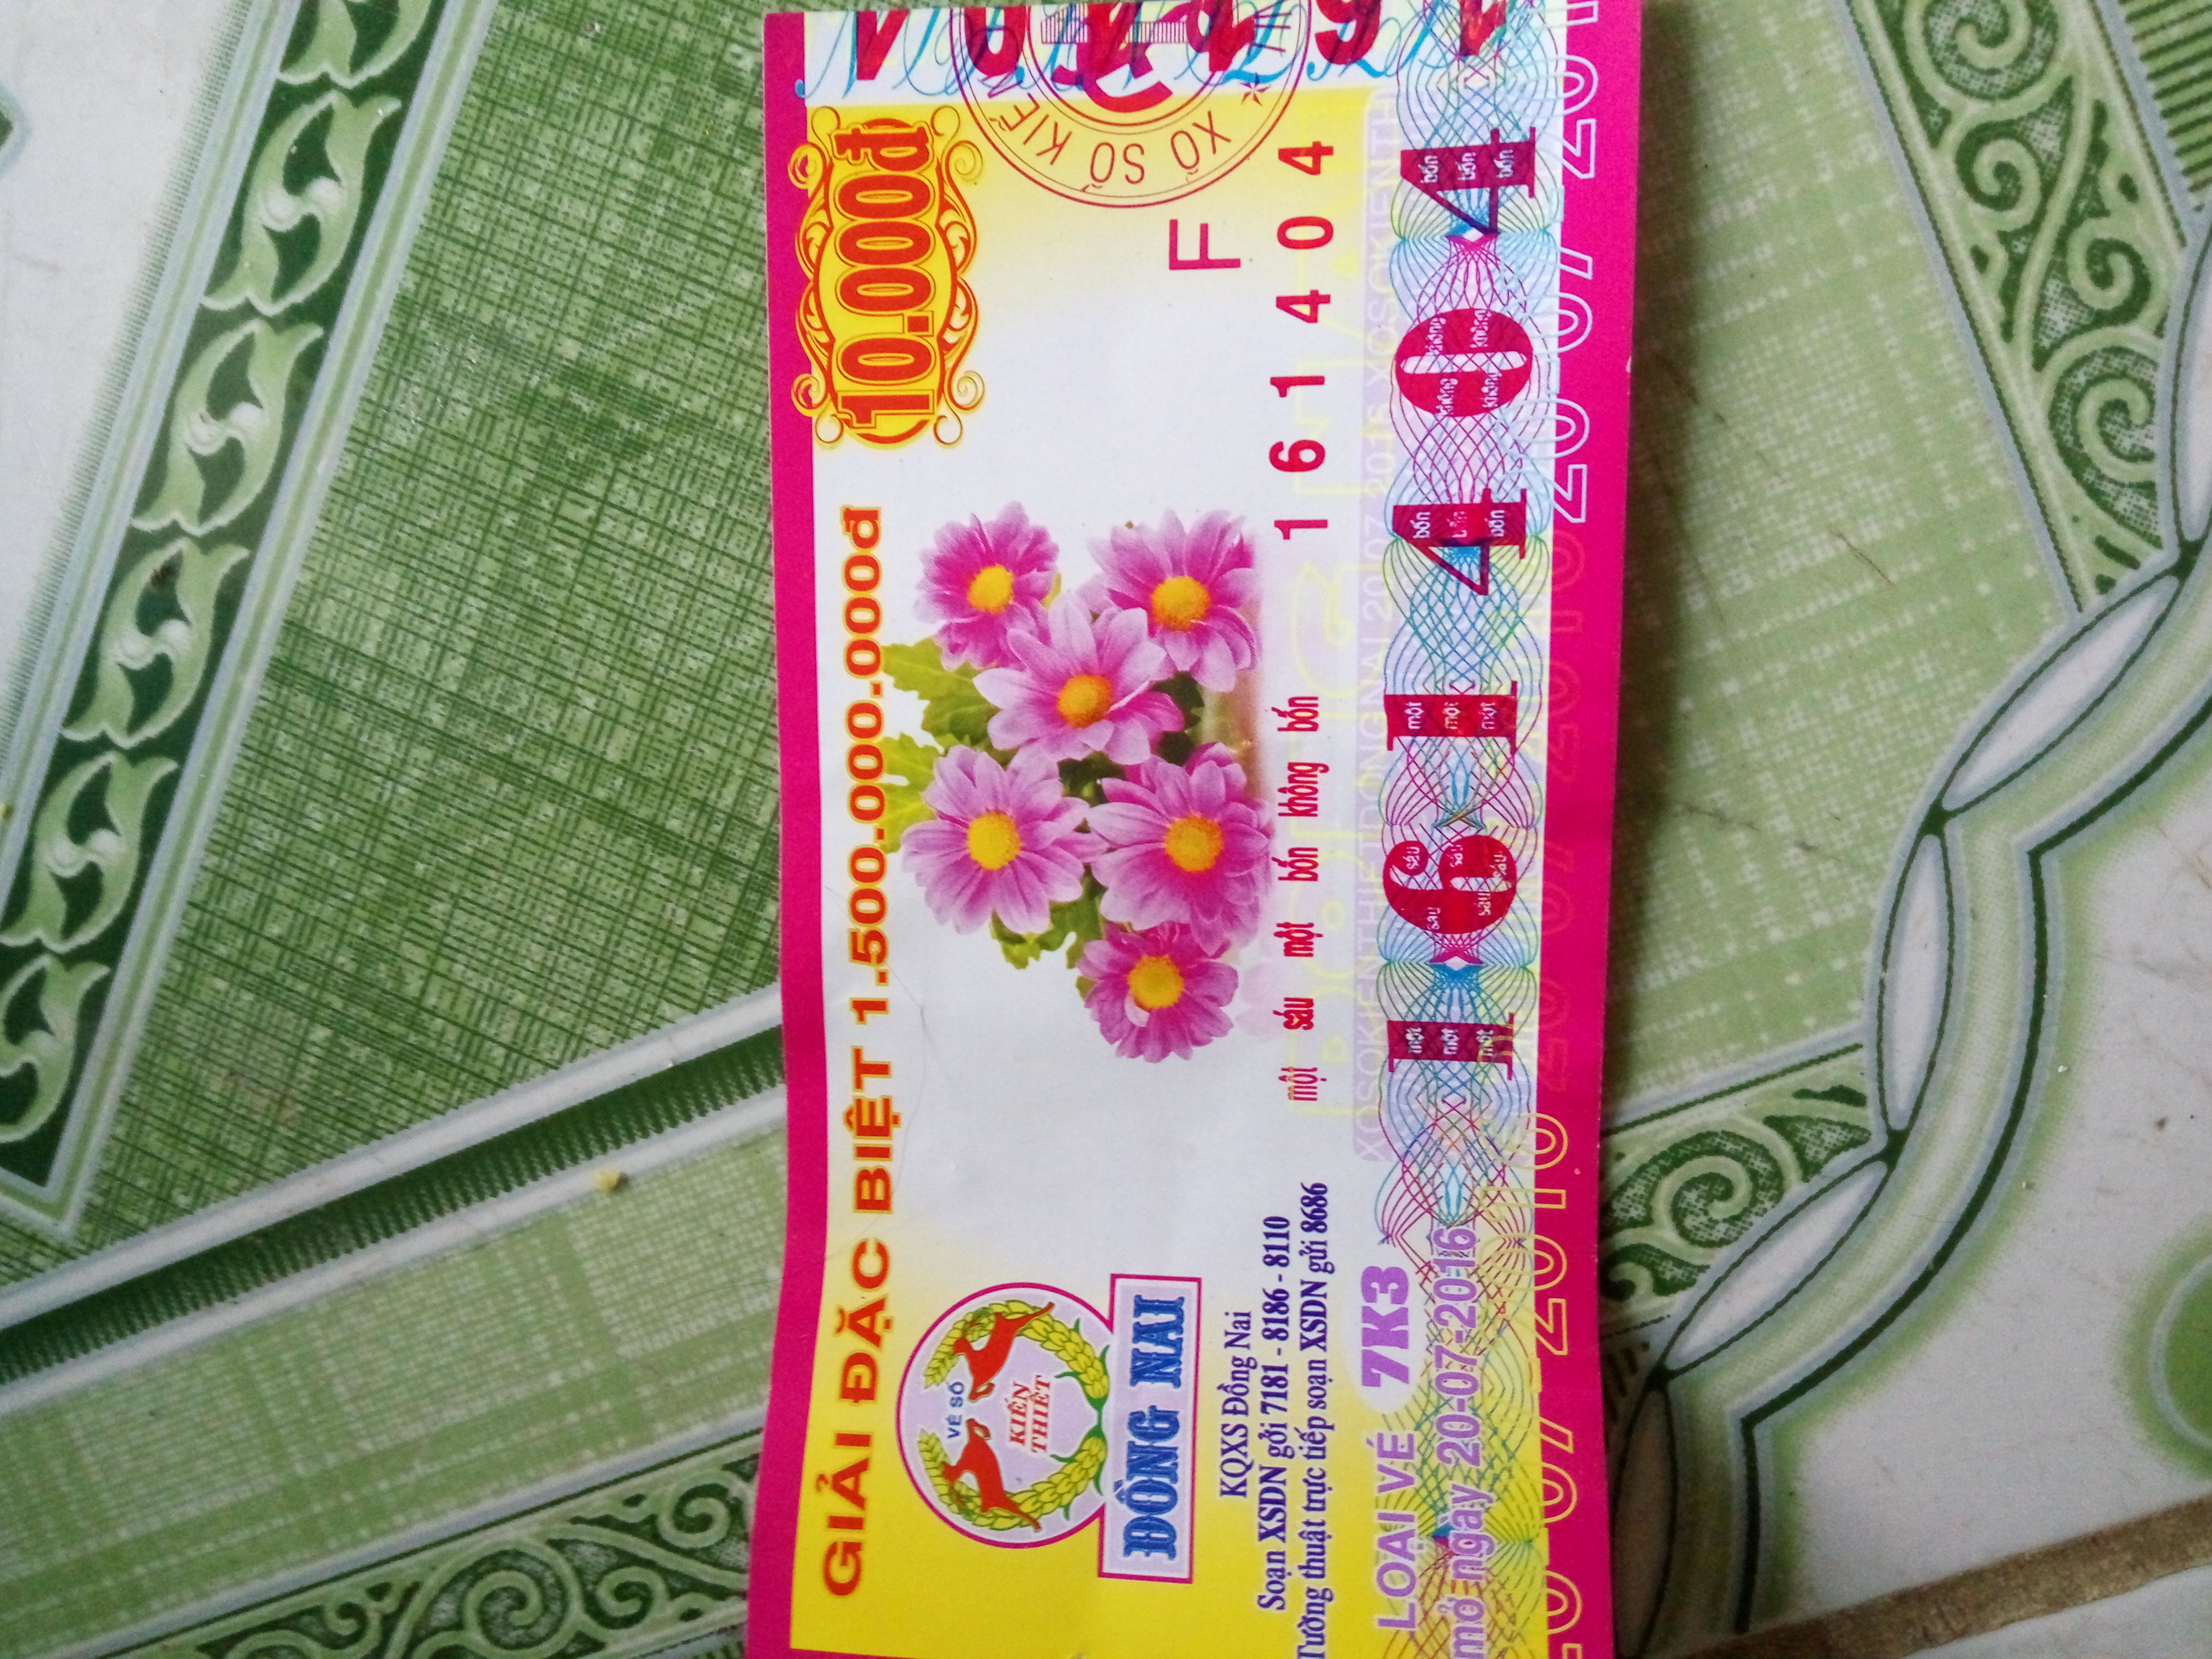 GIẢI ĐẶC BIỆT 1.500.000.000đ
10.000đ
VÉ SỐ
KIẾN
THIẾT
ĐỒNG NAI
XỔ SỐ KIẾN
F
KQXS Đồng Nai
Soạn XSDN gởi 7181 - 8186 - 8110
Tường thuật trực tiếp soạn XSDN gửi 8686
1 6 1 4 0 4
một sáu một bốn không bốn
LOẠI VÉ 7K3
mở ngày 20-07-2016
161404